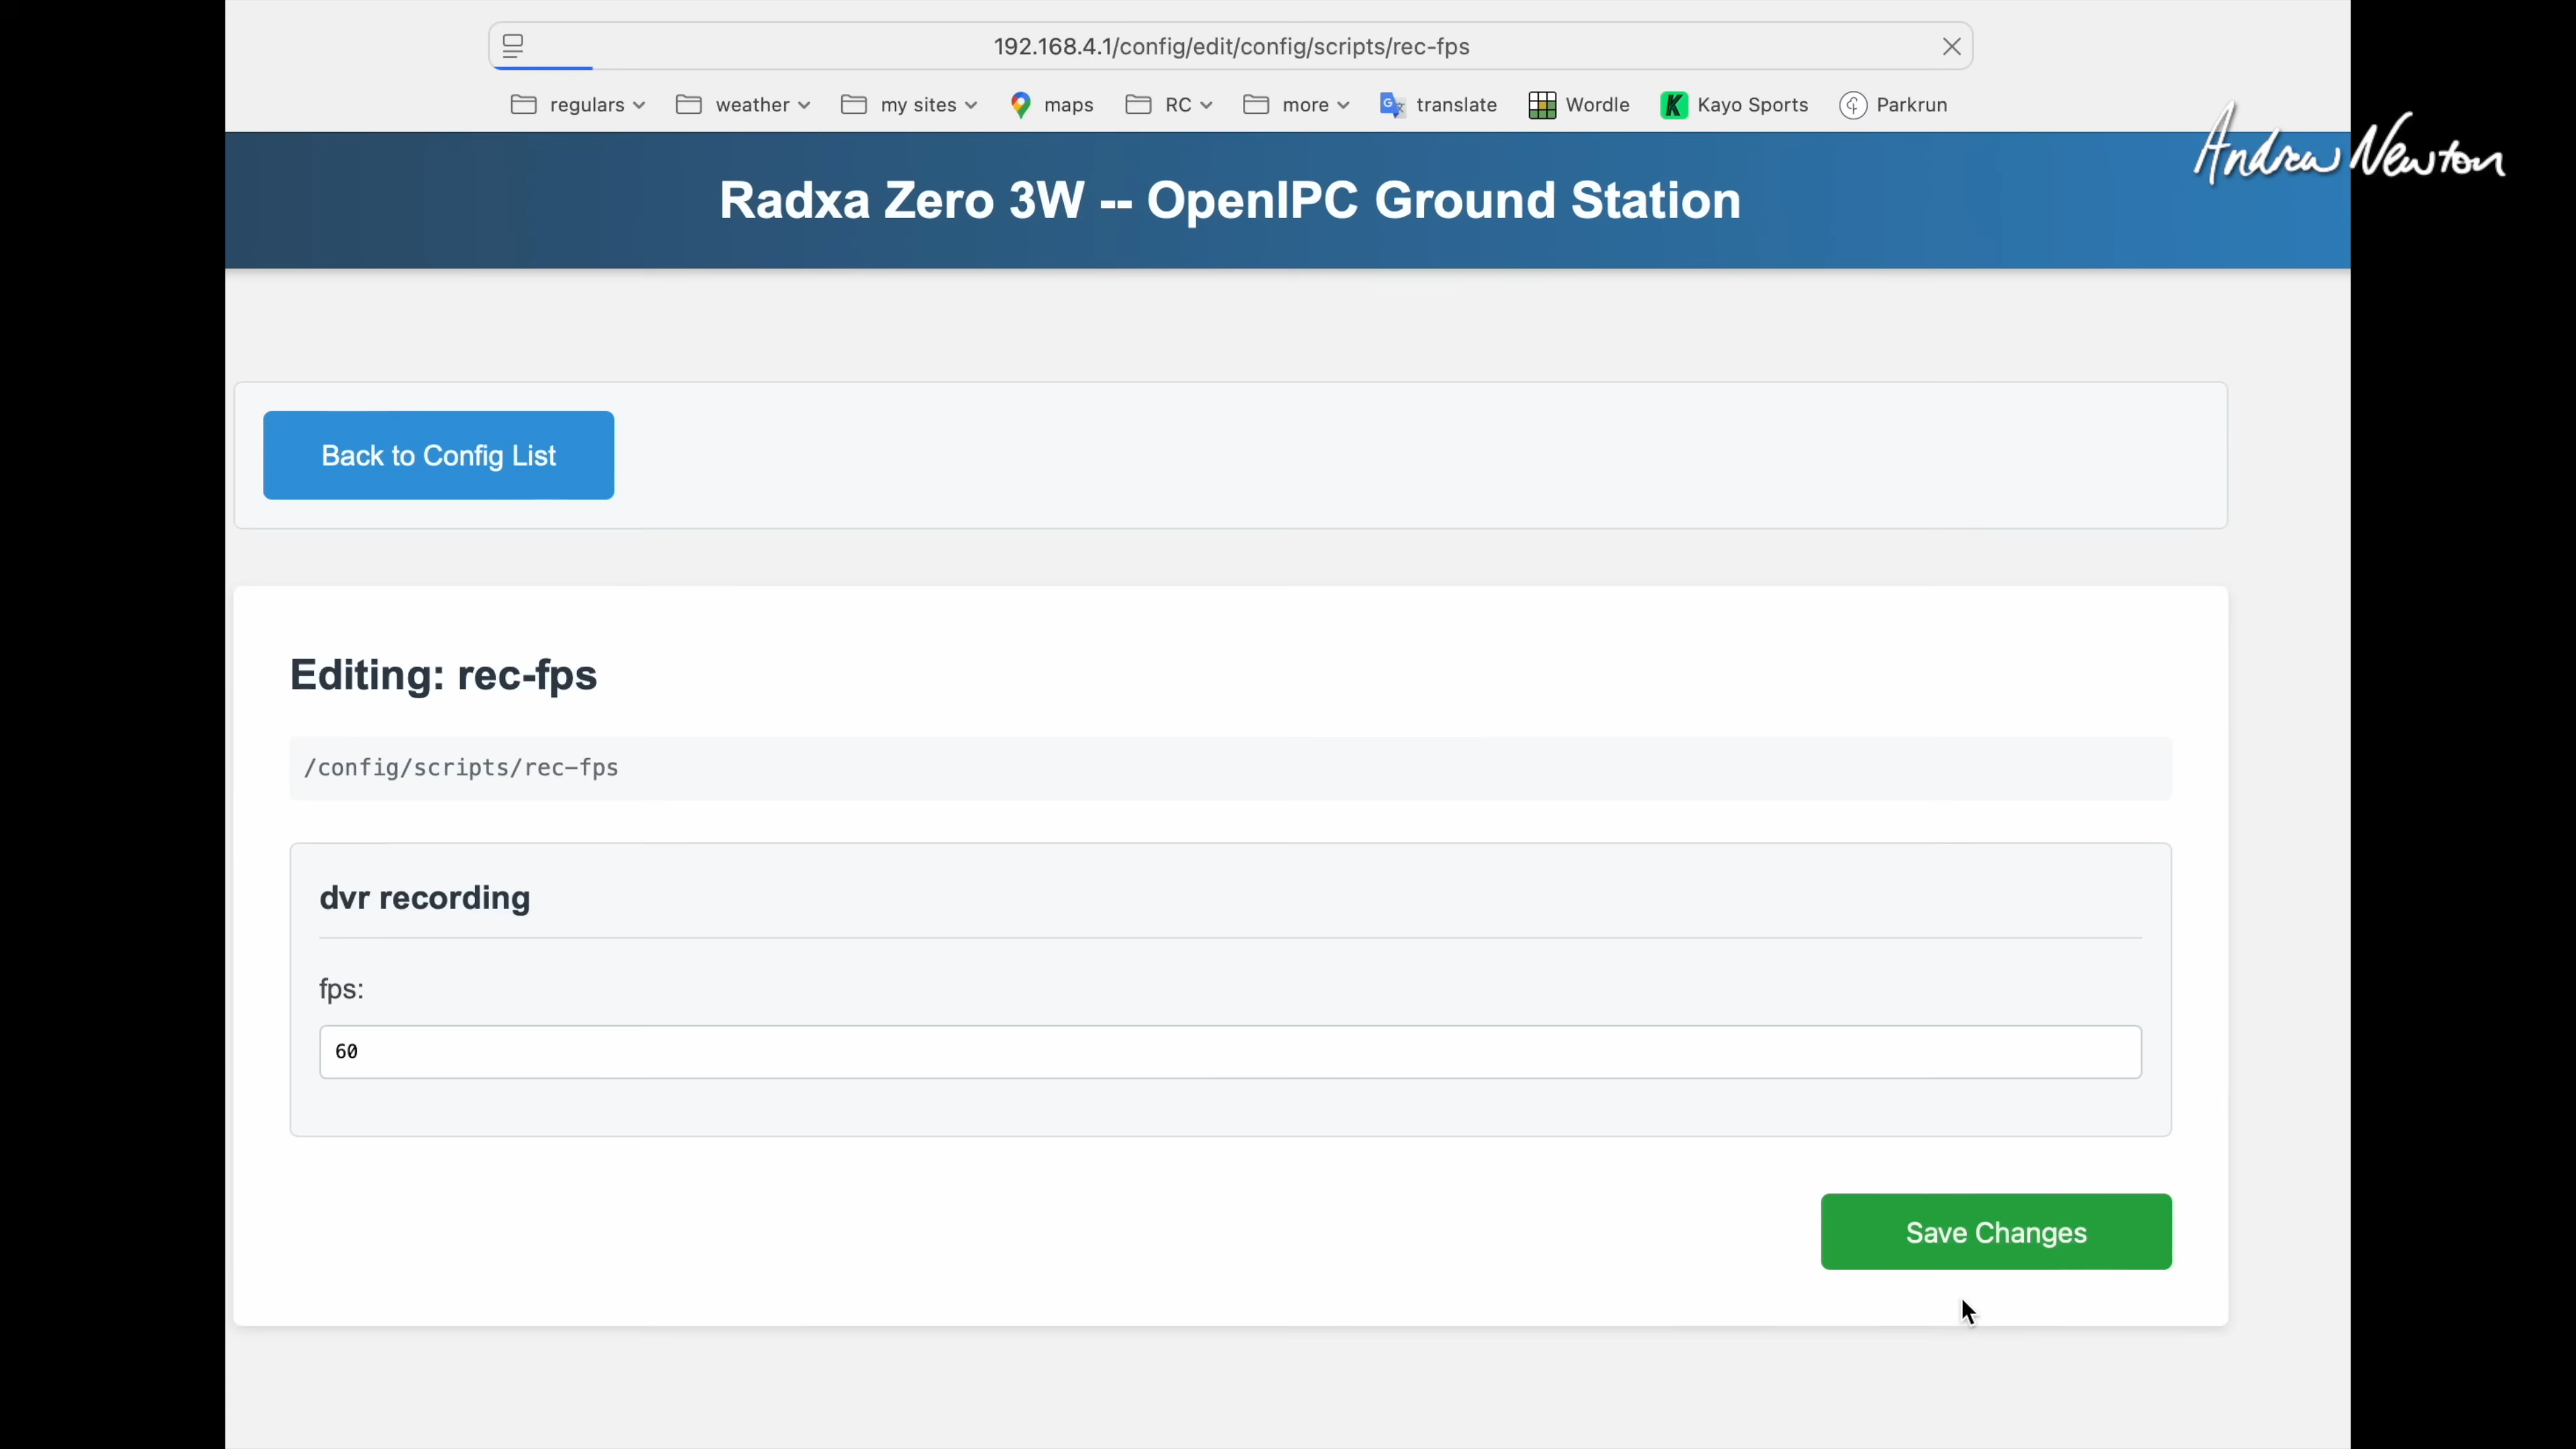 192.168.4.1/config/edit/config/scripts/rec-fps
regulars weather my sites maps RC more translate Wordle K Kayo Sports Parkrun
Andrew Newton
Radxa Zero 3W -- OpenIPC Ground Station
Back to Config List
Editing: rec-fps
/config/scripts/rec-fps
dvr recording
fps:
60
Save Changes